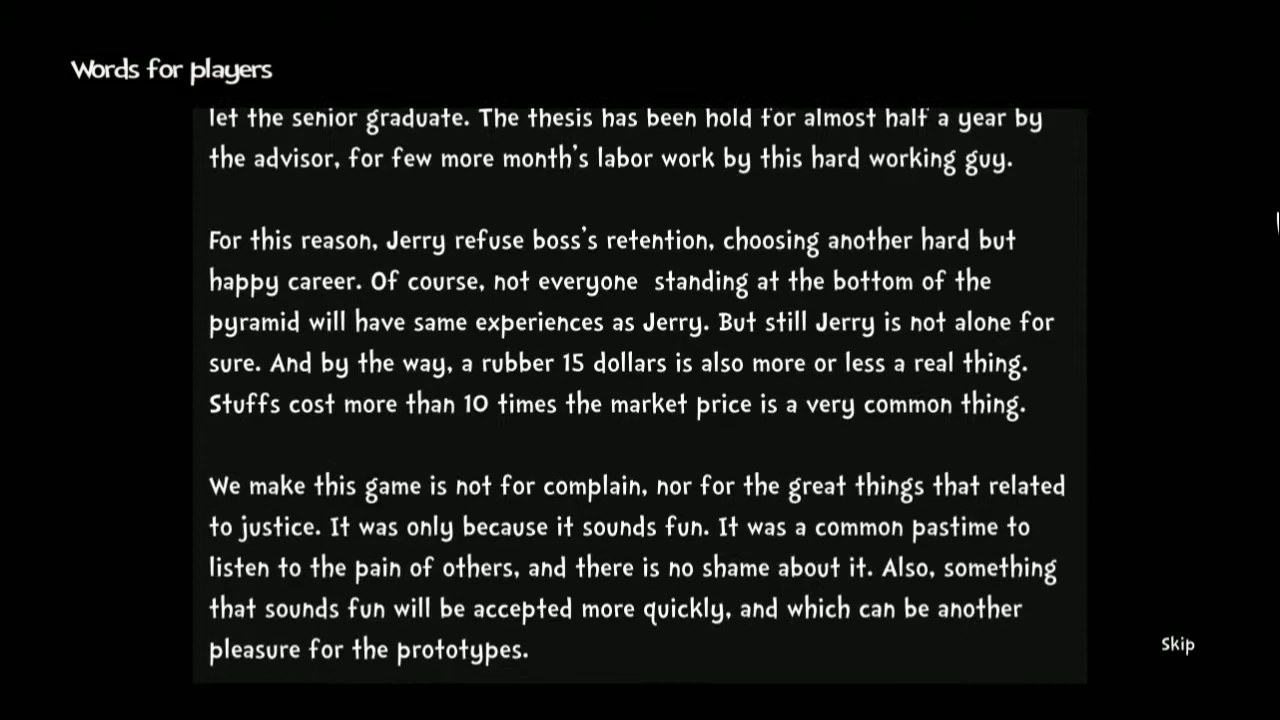 Words for players
let the senior graduate. The thesis has been hold for almost half a year by
the advisor, for few more month's labor work by this hard working guy.
For this reason, Jerry refuse boss's retention, choosing another hard but
happy career. Of course, not everyone  standing at the bottom of the
pyramid will have same experiences as Jerry. But still Jerry is not alone for
sure. And by the way, a rubber 15 dollars is also more or less a real thing.
Stuffs cost more than 10 times the market price is a very common thing.
We make this game is not for complain, nor for the great things that related
to justice. It was only because it sounds fun. It was a common pastime to
listen to the pain of others, and there is no shame about it. Also, something
that sounds fun will be accepted more quickly, and which can be another
pleasure for the prototypes.
Skip